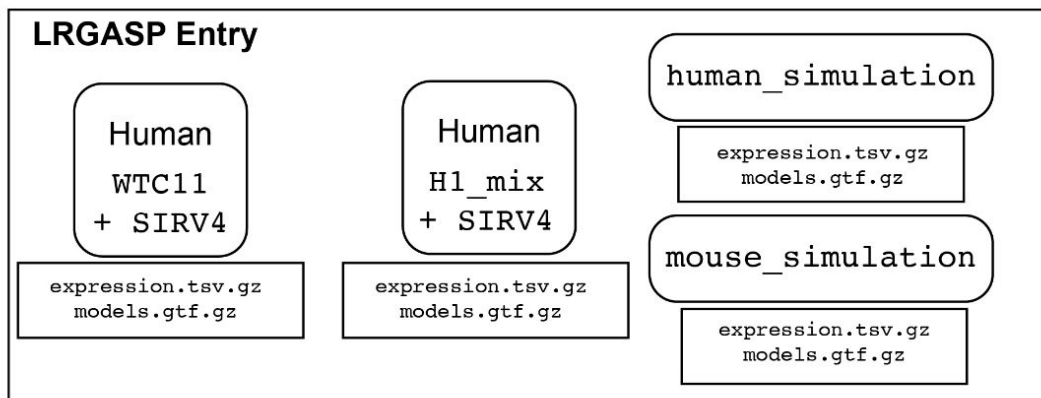 LRGASP Entry
Human
WTC11
+ SIRV4
expression.tsv.gz
models.gtf.gz
Human
H1_mix
+ SIRV4
expression.tsv.gz
models.gtf.gz
human_simulation
expression.tsv.gz
models.gtf.gz
mouse_simulation
expression.tsv.gz
models.gtf.gz